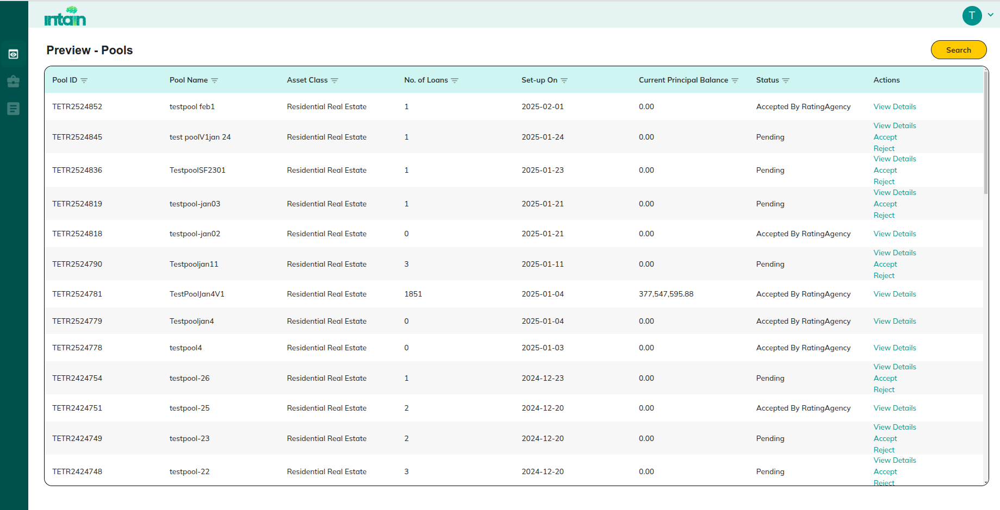 intain
T
Preview - Pools
Search
Pool ID Pool Name Asset Class No. of Loans Set-up On Current Principal Balance Status Actions
TETR2524852 testpool feb1 Residential Real Estate 1 2025-02-01 0.00 Accepted By RatingAgency View Details
TETR2524845 test poolV1jan 24 Residential Real Estate 1 2025-01-24 0.00 Pending View Details
Accept
Reject
TETR2524836 TestpoolSF2301 Residential Real Estate 1 2025-01-23 0.00 Pending View Details
Accept
Reject
TETR2524819 testpool-jan03 Residential Real Estate 1 2025-01-21 0.00 Pending View Details
Accept
Reject
TETR2524818 testpool-jan02 Residential Real Estate 0 2025-01-21 0.00 Accepted By RatingAgency View Details
TETR2524790 Testpooljan11 Residential Real Estate 3 2025-01-11 0.00 Pending View Details
Accept
Reject
TETR2524781 TestPoolJan4V1 Residential Real Estate 1851 2025-01-04 377,547,595.88 Accepted By RatingAgency View Details
TETR2524779 Testpooljan4 Residential Real Estate 0 2025-01-04 0.00 Accepted By RatingAgency View Details
TETR2524778 testpool4 Residential Real Estate 0 2025-01-03 0.00 Accepted By RatingAgency View Details
TETR2424754 testpool-26 Residential Real Estate 1 2024-12-23 0.00 Pending View Details
Accept
Reject
TETR2424751 testpool-25 Residential Real Estate 2 2024-12-20 0.00 Accepted By RatingAgency View Details
TETR2424749 testpool-23 Residential Real Estate 2 2024-12-20 0.00 Pending View Details
Accept
Reject
TETR2424748 testpool-22 Residential Real Estate 3 2024-12-20 0.00 Pending View Details
Accept
Reject